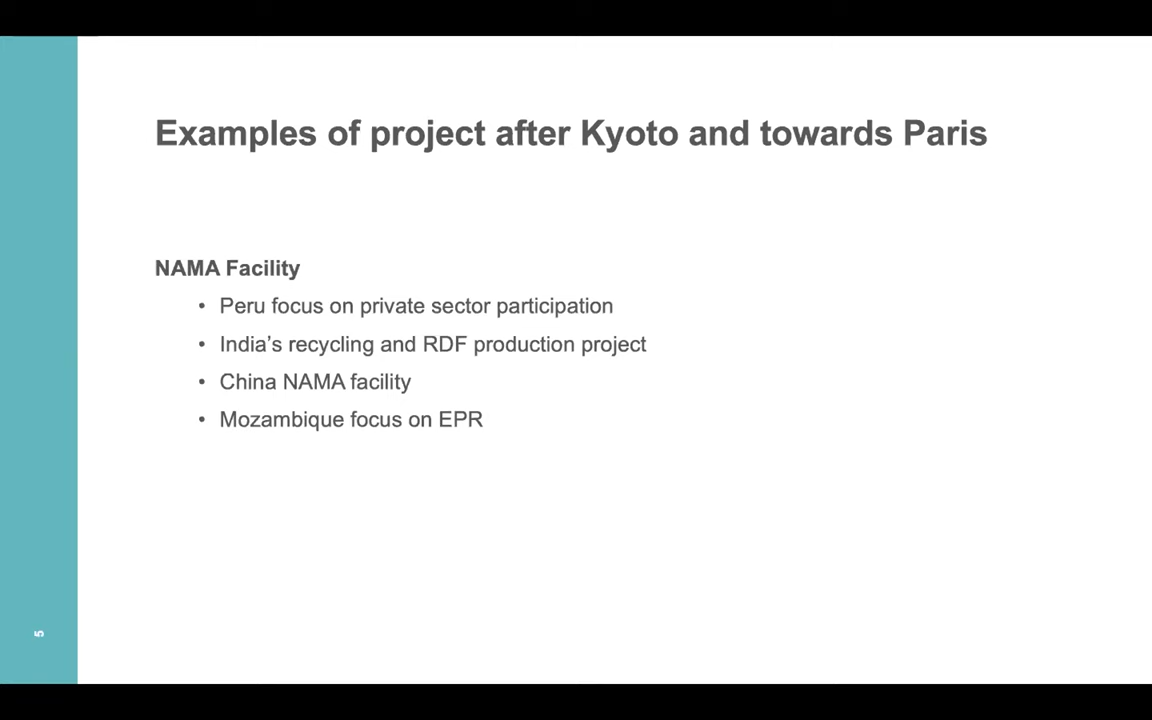 Examples of project after Kyoto and towards Paris
NAMA Facility
• Peru focus on private sector participation
• India’s recycling and RDF production project
• China NAMA facility
• Mozambique focus on EPR
5